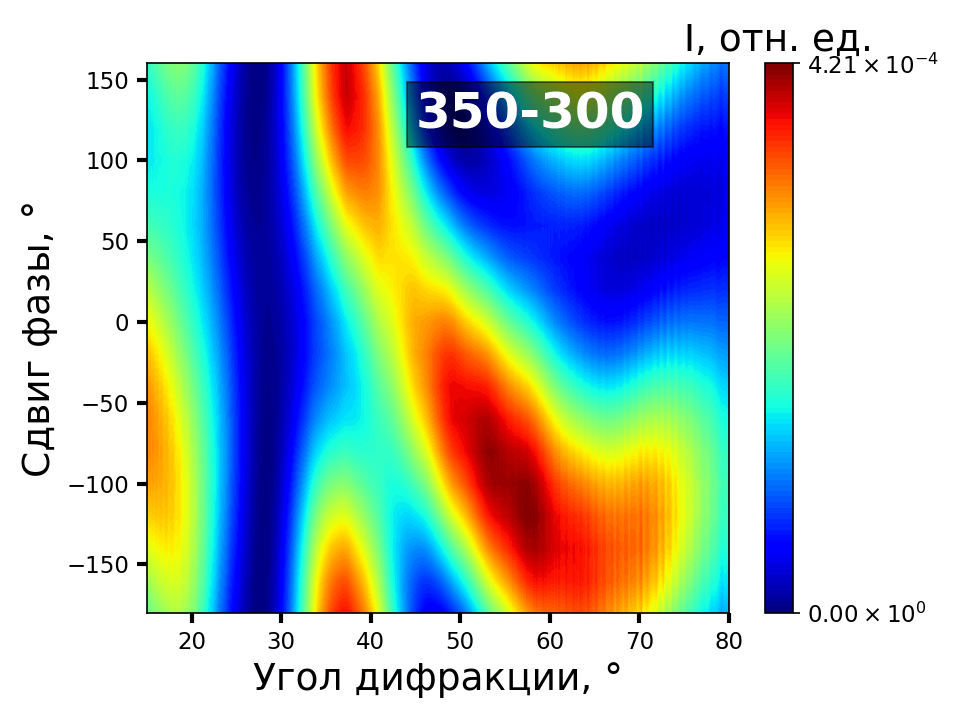 I, отн. ед.
4.21 × 10⁻⁴
350-300
150
100
50
0
−50
−100
−150
Сдвиг фазы, °
0.00 × 10⁰
20 30 40 50 60 70 80
Угол дифракции, °